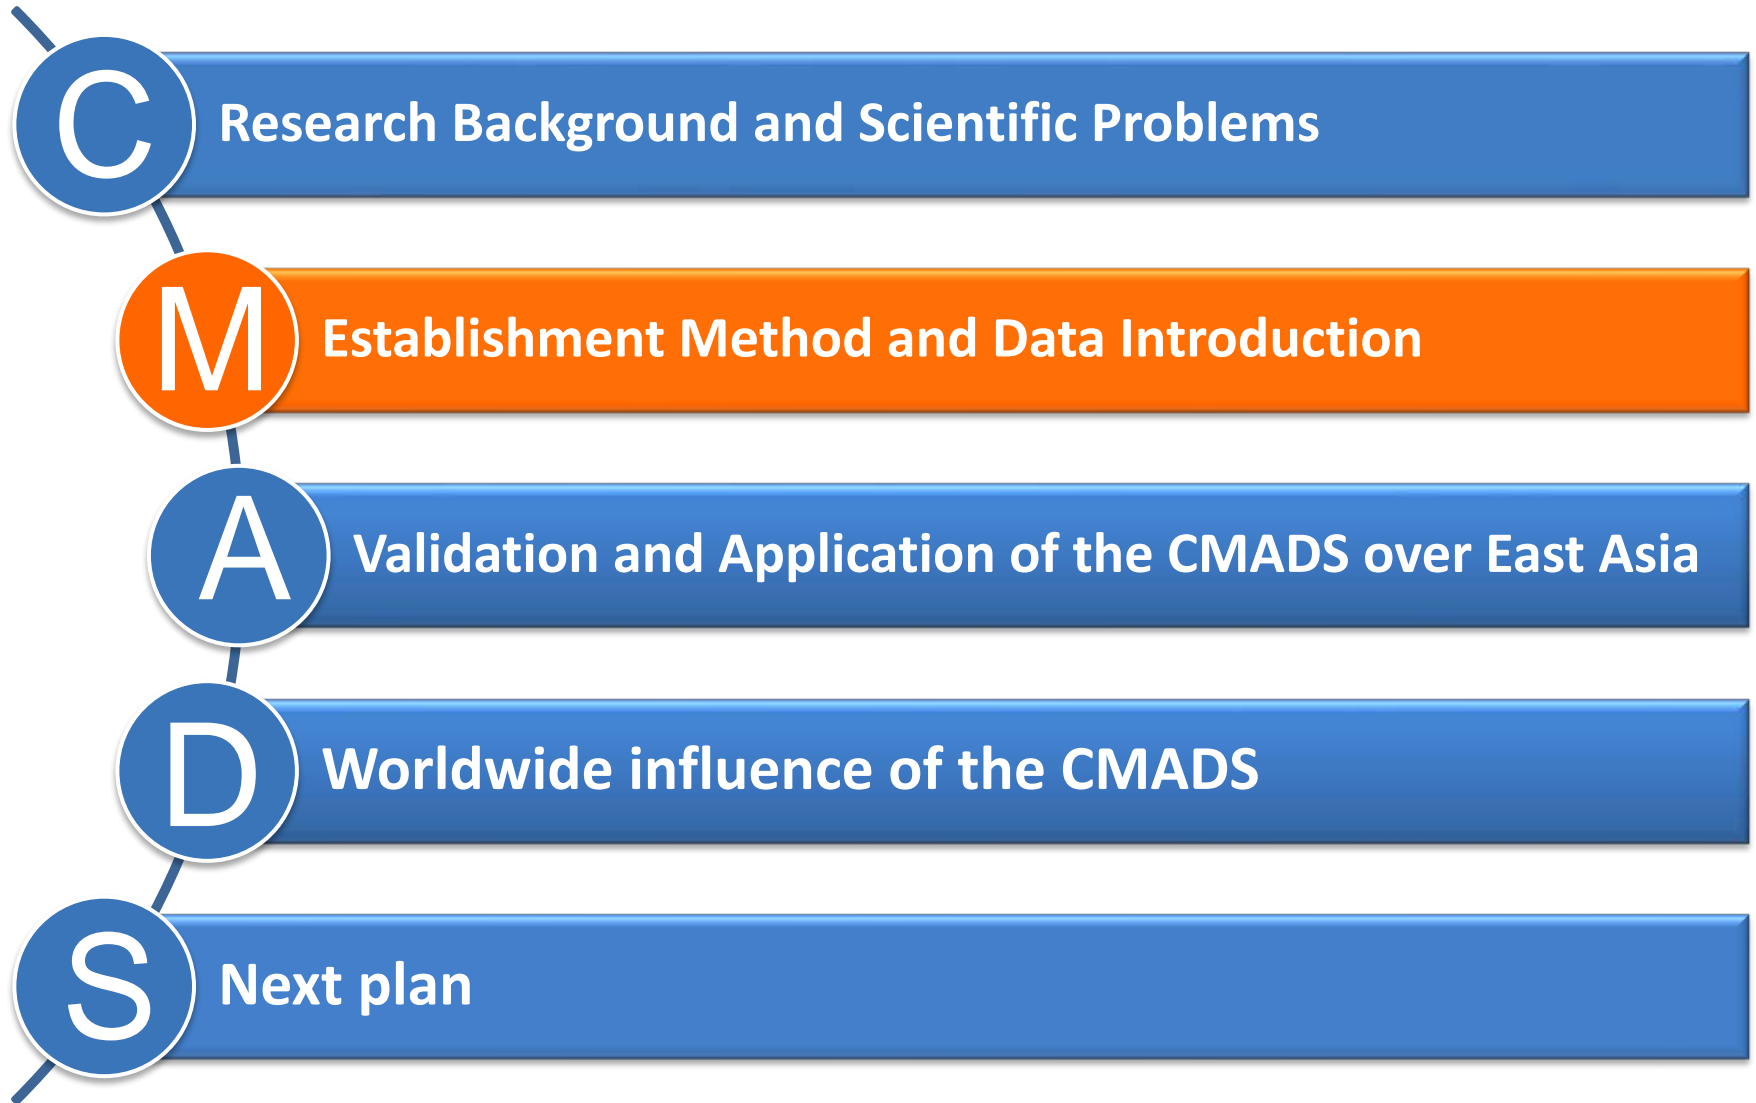 C
Research Background and Scientific Problems
M
Establishment Method and Data Introduction
A
Validation and Application of the CMADS over East Asia
D
Worldwide influence of the CMADS
S
Next plan